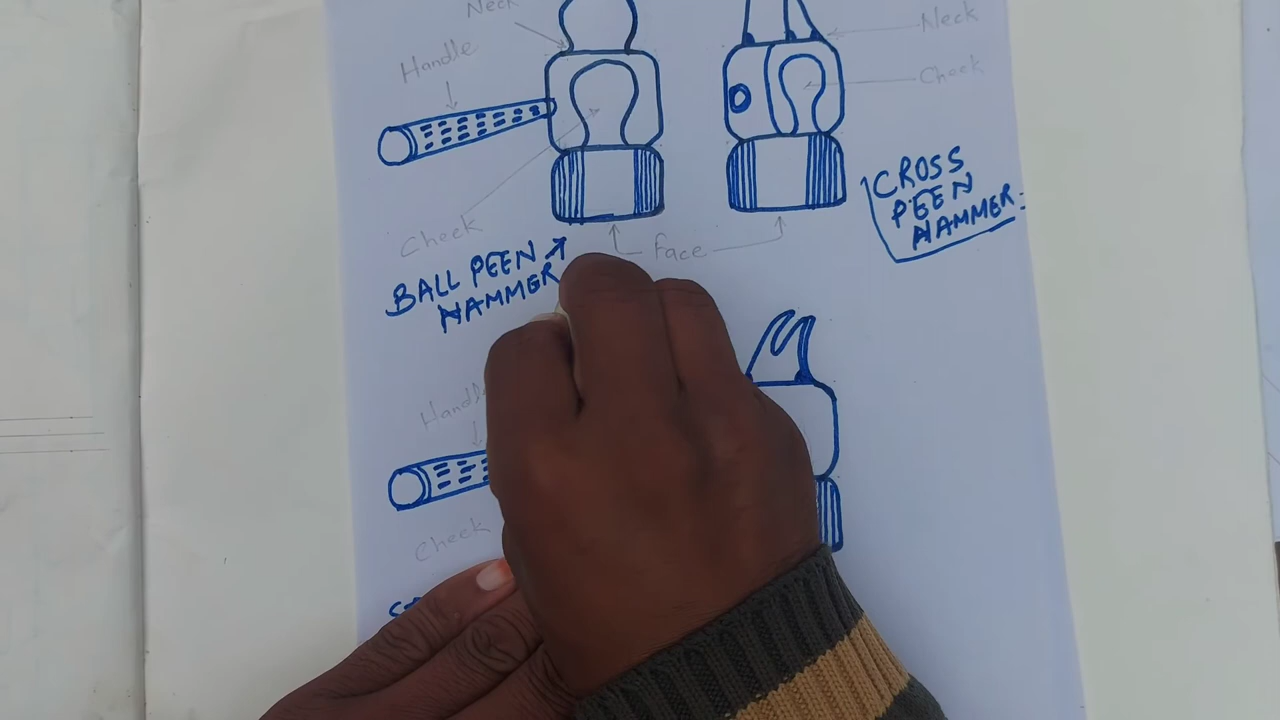 Neck
Handle
Neck
Cheek
Cheek
Face
BALL PEEN
HAMMER
CROSS
PEEN
HAMMER
Handle
Cheek